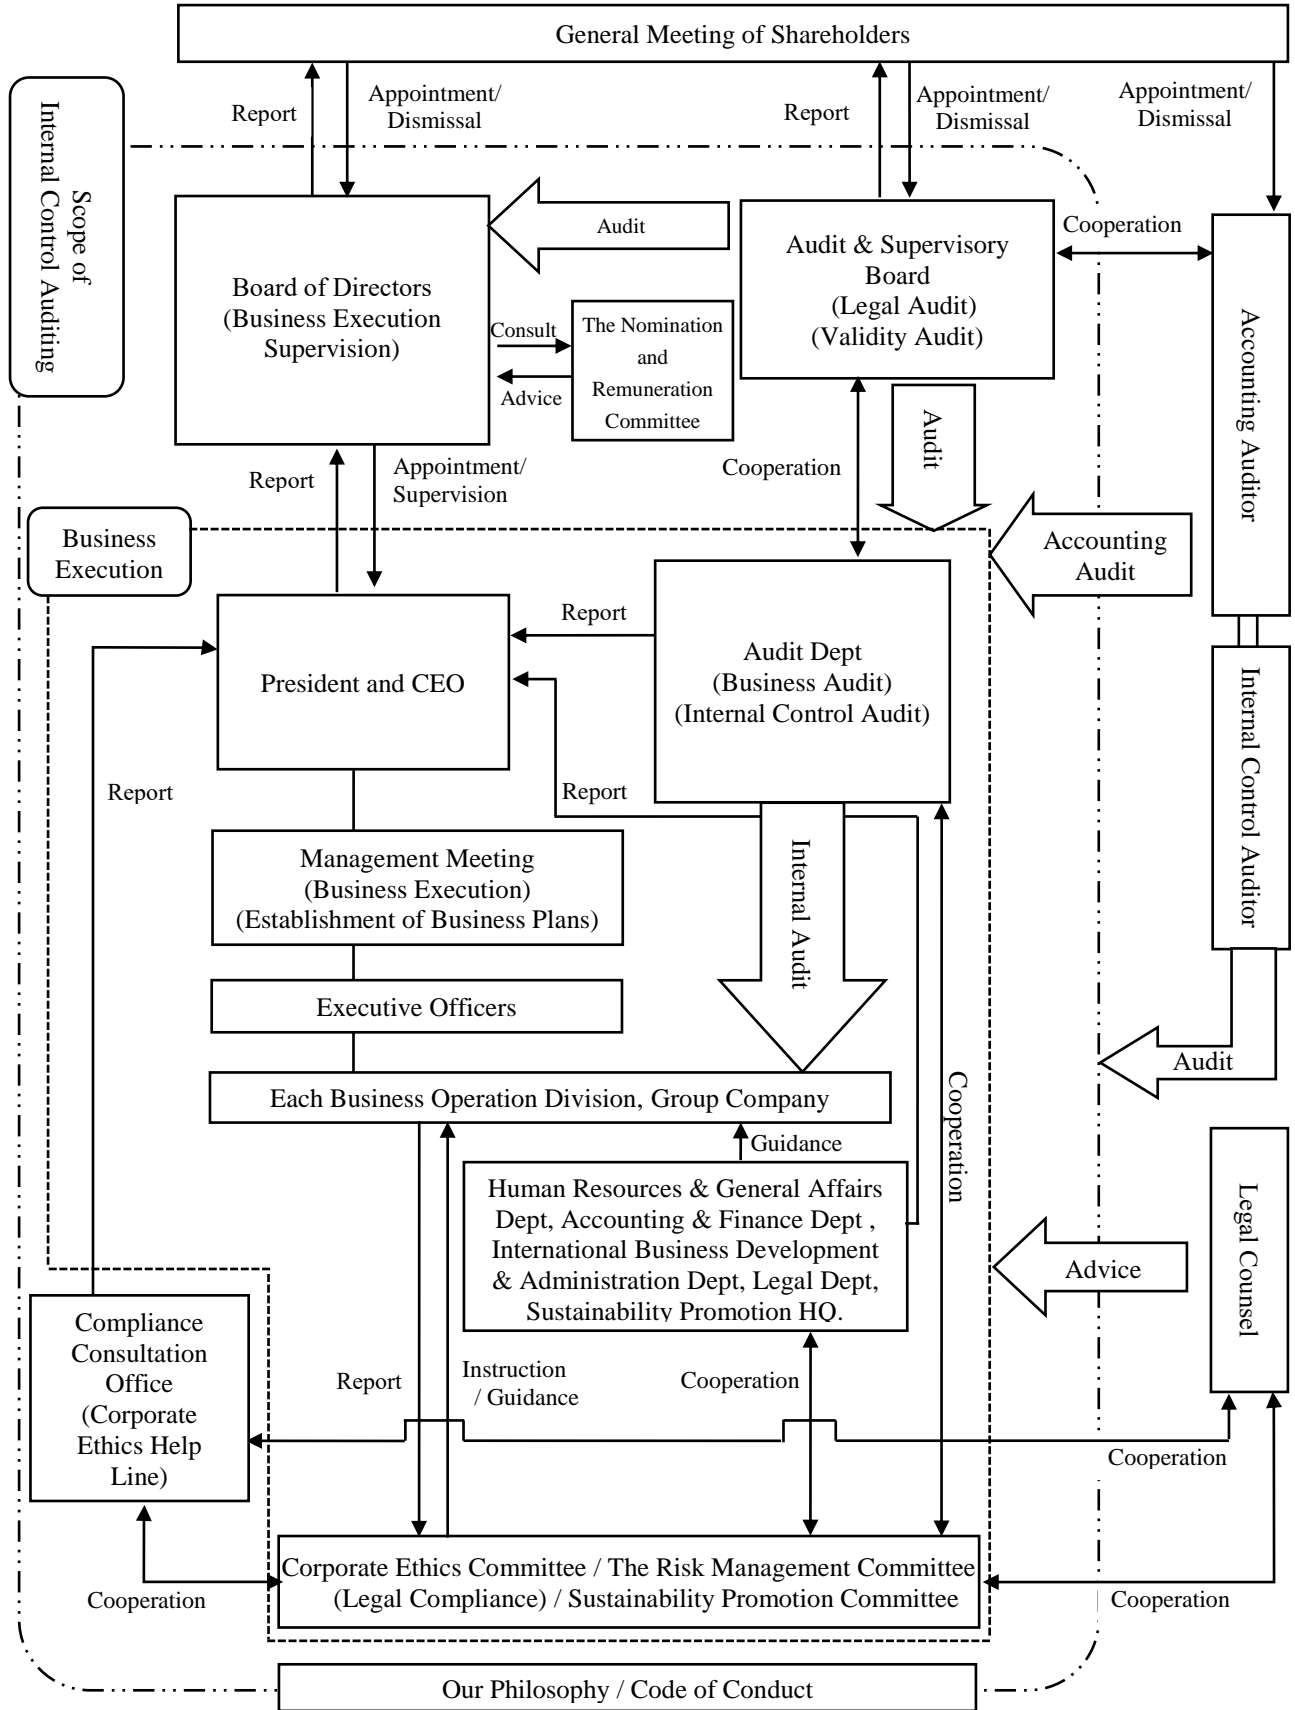 General Meeting of Shareholders
Scope of
Internal Control Auditing
Report
Appointment/
Dismissal
Report
Appointment/
Dismissal
Appointment/
Dismissal
Board of Directors
(Business Execution
Supervision)
Audit
Audit & Supervisory
Board
(Legal Audit)
(Validity Audit)
Cooperation
Accounting Auditor
Consult
Advice
The Nomination
and
Remuneration
Committee
Report
Appointment/
Supervision
Cooperation
Audit
Business
Execution
Accounting
Audit
President and CEO
Report
Audit Dept
(Business Audit)
(Internal Control Audit)
Internal Control Auditor
Report
Report
Management Meeting
(Business Execution)
(Establishment of Business Plans)
Internal Audit
Executive Officers
Audit
Each Business Operation Division, Group Company
Cooperation
Guidance
Human Resources & General Affairs
Dept, Accounting & Finance Dept ,
International Business Development
& Administration Dept, Legal Dept,
Sustainability Promotion HQ.
Advice
Legal Counsel
Compliance
Consultation
Office
(Corporate
Ethics Help
Line)
Report
Instruction
/ Guidance
Cooperation
Cooperation
Corporate Ethics Committee / The Risk Management Committee
(Legal Compliance) / Sustainability Promotion Committee
Cooperation
Cooperation
Our Philosophy / Code of Conduct